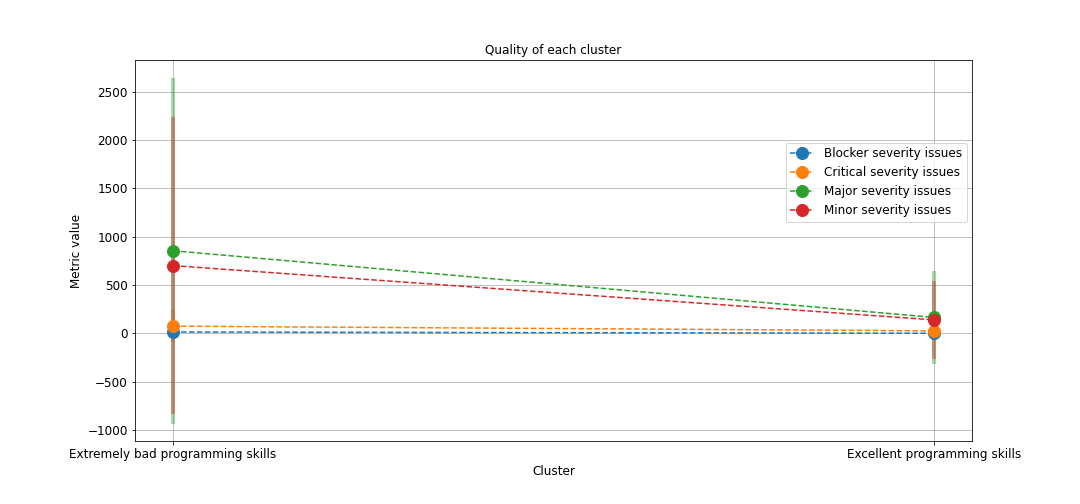 Quality of each cluster
2500
2000
1500
1000
500
0
−500
−1000
Metric value
Blocker severity issues
Critical severity issues
Major severity issues
Minor severity issues
Extremely bad programming skills
Excellent programming skills
Cluster